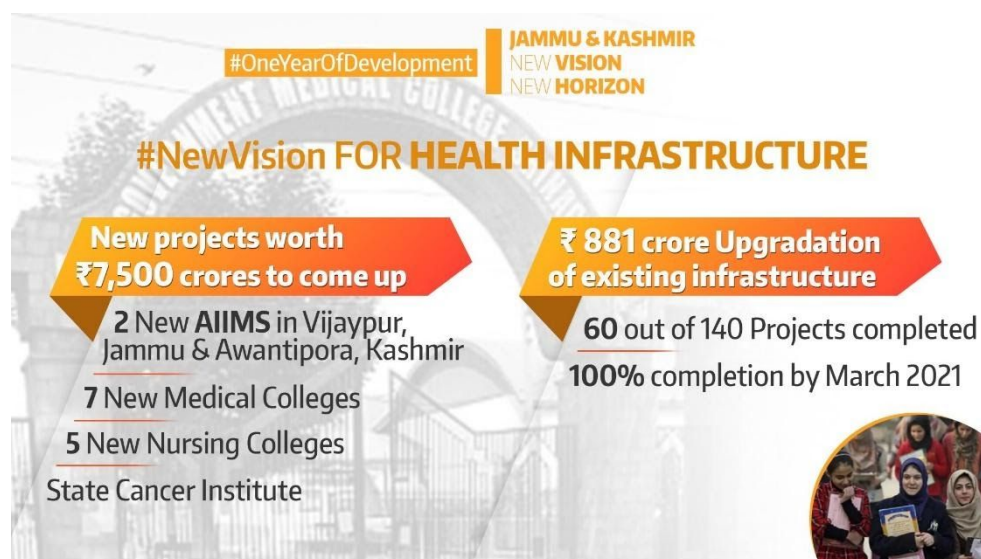 #OneYearOfDevelopment
JAMMU & KASHMIR
NEW VISION
NEW HORIZON
#NewVision FOR HEALTH INFRASTRUCTURE
New projects worth
₹7,500 crores to come up
2 New AIIMS in Vijaypur,
Jammu & Awantipora, Kashmir
7 New Medical Colleges
5 New Nursing Colleges
State Cancer Institute
₹ 881 crore Upgradation
of existing infrastructure
60 out of 140 Projects completed
100% completion by March 2021
MEDICAL COLLEGE